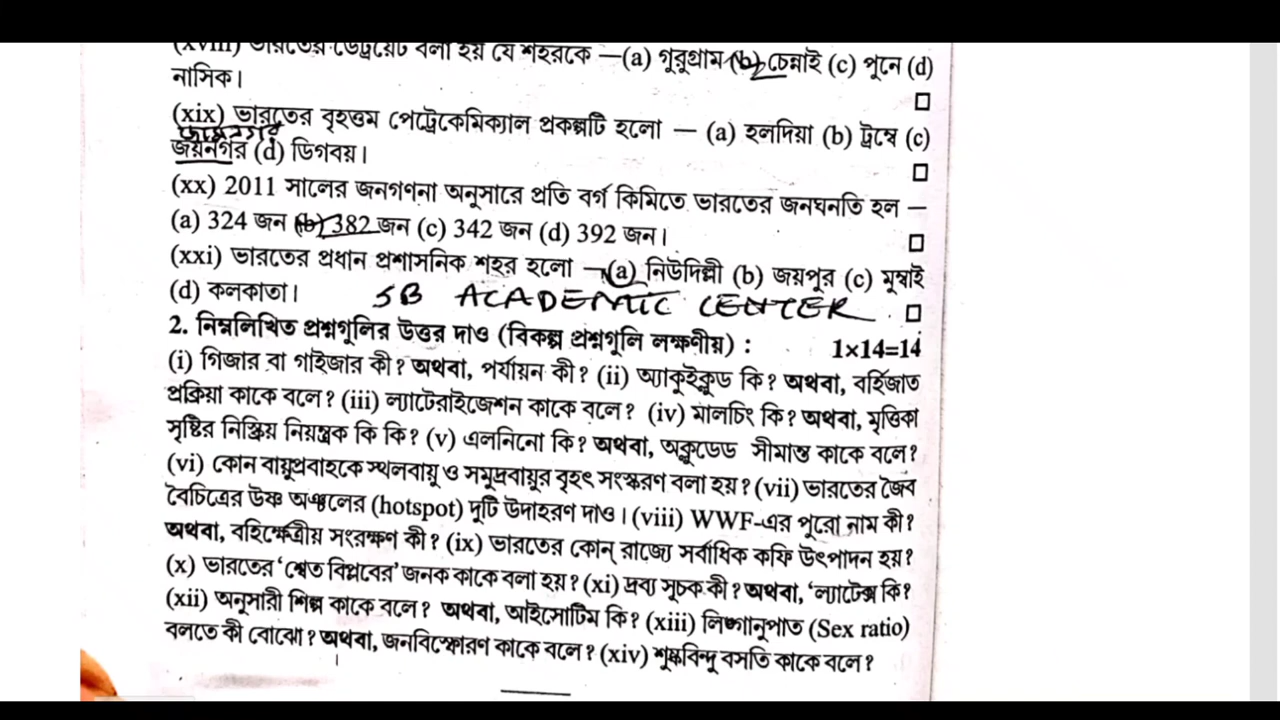 (xviii) ভারতের ডেট্রয়েট বলা হয় যে শহরকে —(a) গুরুগ্রাম (b) চেন্নাই (c) পুনে (d)
নাসিক।
(xix) ভারতের বৃহত্তম পেট্রোকেমিক্যাল প্রকল্পটি হলো — (a) হলদিয়া (b) ট্রম্বে (c)
জামনগর
জয়নগর (d) ডিগবয়।
(xx) 2011 সালের জনগণনা অনুসারে প্রতি বর্গ কিমিতে ভারতের জনঘনতি হল —
(a) 324 জন (b) 382 জন (c) 342 জন (d) 392 জন।
(xxi) ভারতের প্রধান প্রশাসনিক শহর হলো — (a) নিউদিল্লী (b) জয়পুর (c) মুম্বাই
(d) কলকাতা। SB ACADEMIC CENTER
2. নিম্নলিখিত প্রশ্নগুলির উত্তর দাও (বিকল্প প্রশ্নগুলি লক্ষণীয়) : 1×14=14
(i) গিজার বা গাইজার কী? অথবা, পর্যায়ন কী? (ii) অ্যাকুইক্লুড কি? অথবা, বর্হিজাত
প্রক্রিয়া কাকে বলে? (iii) ল্যাটেরাইজেশন কাকে বলে? (iv) মালচিং কি? অথবা, মৃত্তিকা
সৃষ্টির নিস্ক্রিয় নিয়ন্ত্রক কি কি? (v) এলনিনো কি? অথবা, অক্লুডেড সীমান্ত কাকে বলে?
(vi) কোন বায়ুপ্রবাহকে স্থলবায়ু ও সমুদ্রবায়ুর বৃহৎ সংস্করণ বলা হয়? (vii) ভারতের জৈব
বৈচিত্রের উষ্ণ অঞ্চলের (hotspot) দুটি উদাহরণ দাও। (viii) WWF-এর পুরো নাম কী?
অথবা, বহির্ক্ষেত্রীয় সংরক্ষণ কী? (ix) ভারতের কোন্ রাজ্যে সর্বাধিক কফি উৎপাদন হয়?
(x) ভারতের ‘শ্বেত বিপ্লবের’ জনক কাকে বলা হয়? (xi) দ্রব্য সূচক কী? অথবা, ‘ল্যাটেক্স কি?
(xii) অনুসারী শিল্প কাকে বলে? অথবা, আইসোটিম কি? (xiii) লিঙ্গানুপাত (Sex ratio)
বলতে কী বোঝো? অথবা, জনবিস্ফোরণ কাকে বলে? (xiv) শুষ্কবিন্দু বসতি কাকে বলে?